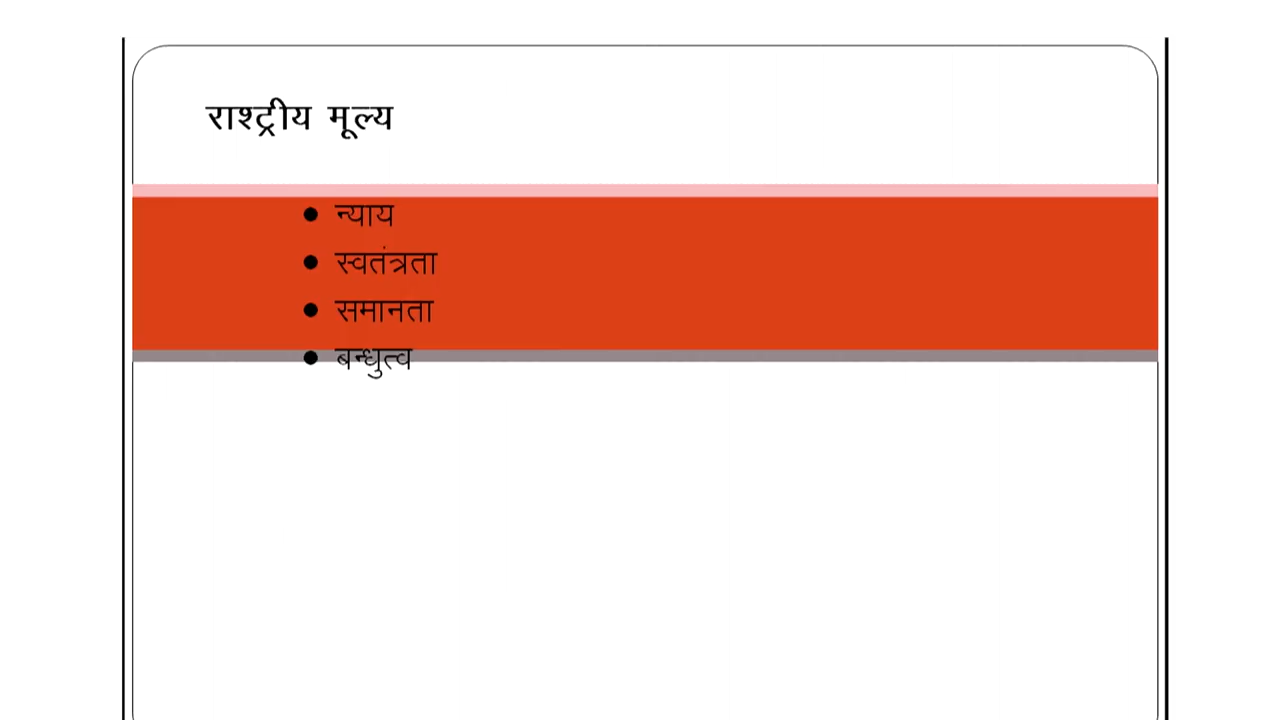 राश्ट्रीय मूल्य
• न्याय
• स्वतंत्रता
• समानता
• बन्धुत्व